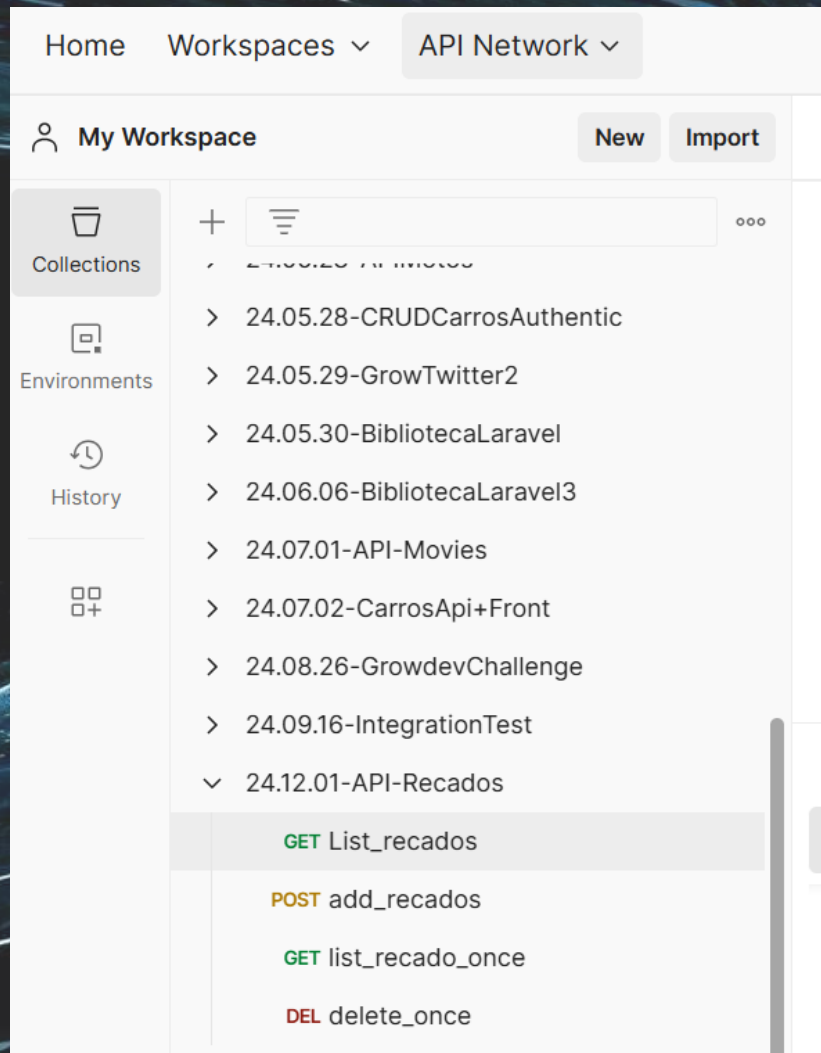 Home Workspaces API Network
My Workspace New Import
Collections
24.05.28-CRUDCarrosAuthentic
24.05.29-GrowTwitter2
Environments
24.05.30-BibliotecaLaravel
24.06.06-BibliotecaLaravel3
History
24.07.01-API-Movies
24.07.02-CarrosApi+Front
24.08.26-GrowdevChallenge
24.09.16-IntegrationTest
24.12.01-API-Recados
GET List_recados
POST add_recados
GET list_recado_once
DEL delete_once